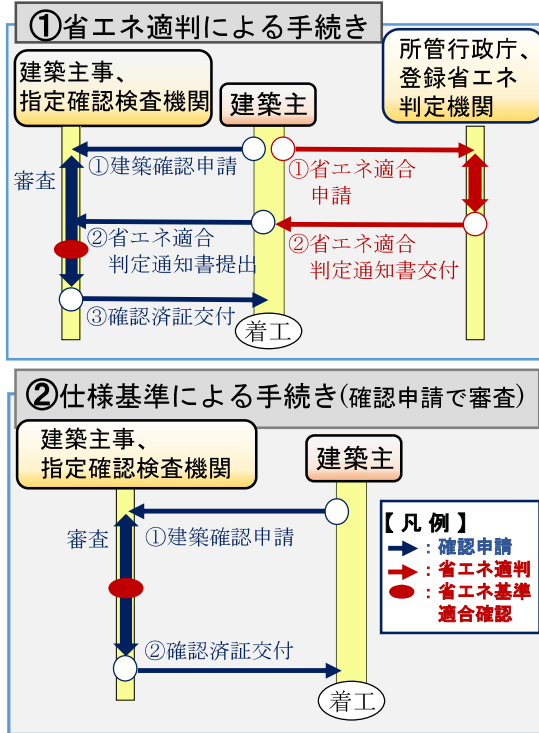 ①省エネ適判による手続き
建築主事、
指定確認検査機関
建築主
所管行政庁、
登録省エネ
判定機関
審査
①建築確認申請
①省エネ適合
申請
②省エネ適合
判定通知書提出
②省エネ適合
判定通知書交付
③確認済証交付
着工
②仕様基準による手続き(確認申請で審査)
建築主事、
指定確認検査機関
建築主
審査
①建築確認申請
②確認済証交付
着工
【凡例】
：確認申請
：省エネ適判
：省エネ基準
適合確認